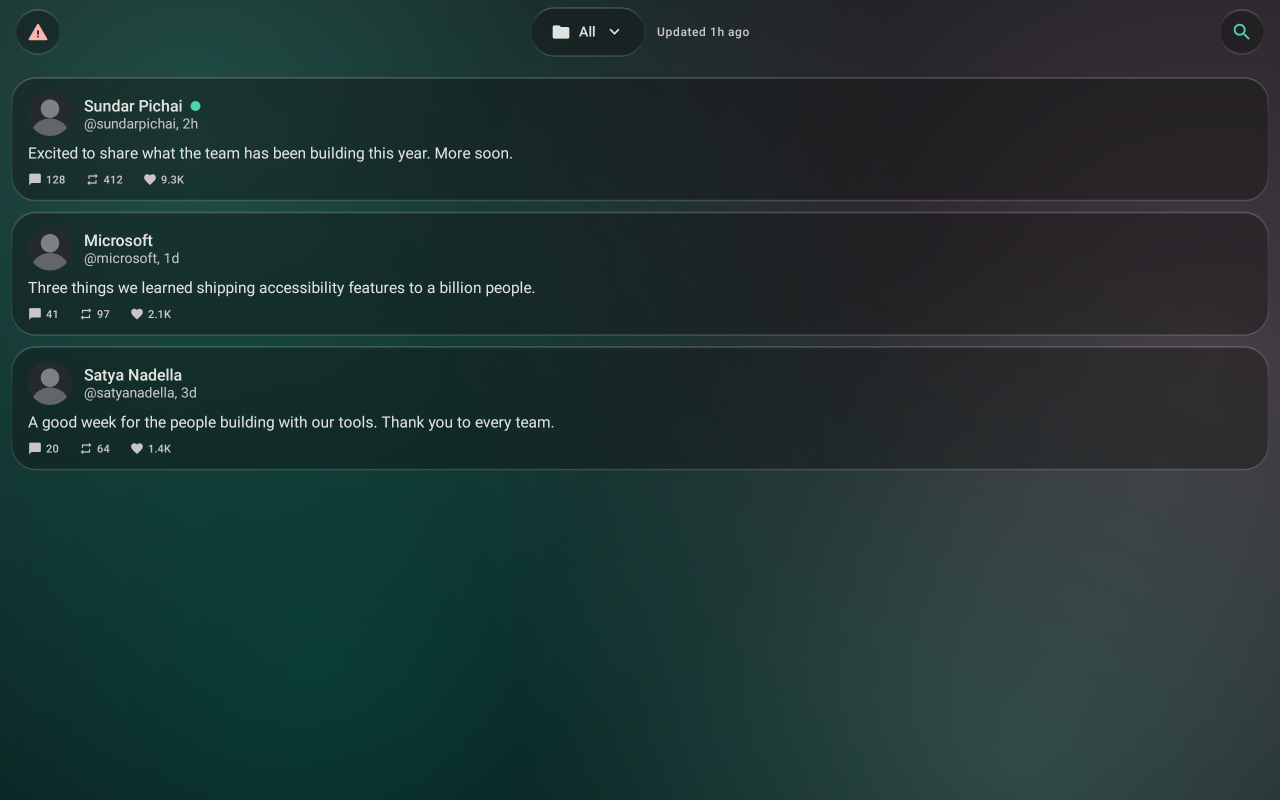 All
Updated 1h ago
Sundar Pichai
@sundarpichai, 2h
Excited to share what the team has been building this year. More soon.
128 412 9.3K
Microsoft
@microsoft, 1d
Three things we learned shipping accessibility features to a billion people.
41 97 2.1K
Satya Nadella
@satyanadella, 3d
A good week for the people building with our tools. Thank you to every team.
20 64 1.4K